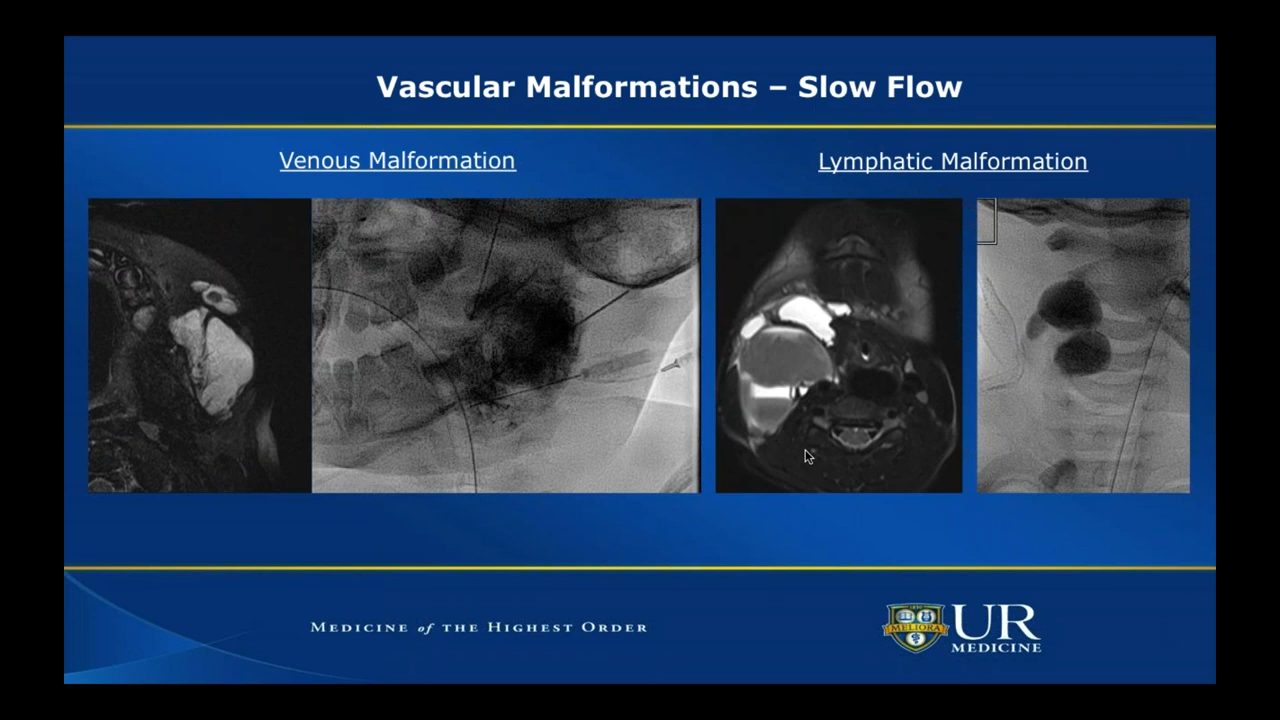 Vascular Malformations – Slow Flow
Venous Malformation
Lymphatic Malformation
MEDICINE of THE HIGHEST ORDER
MELIORA
UR
MEDICINE